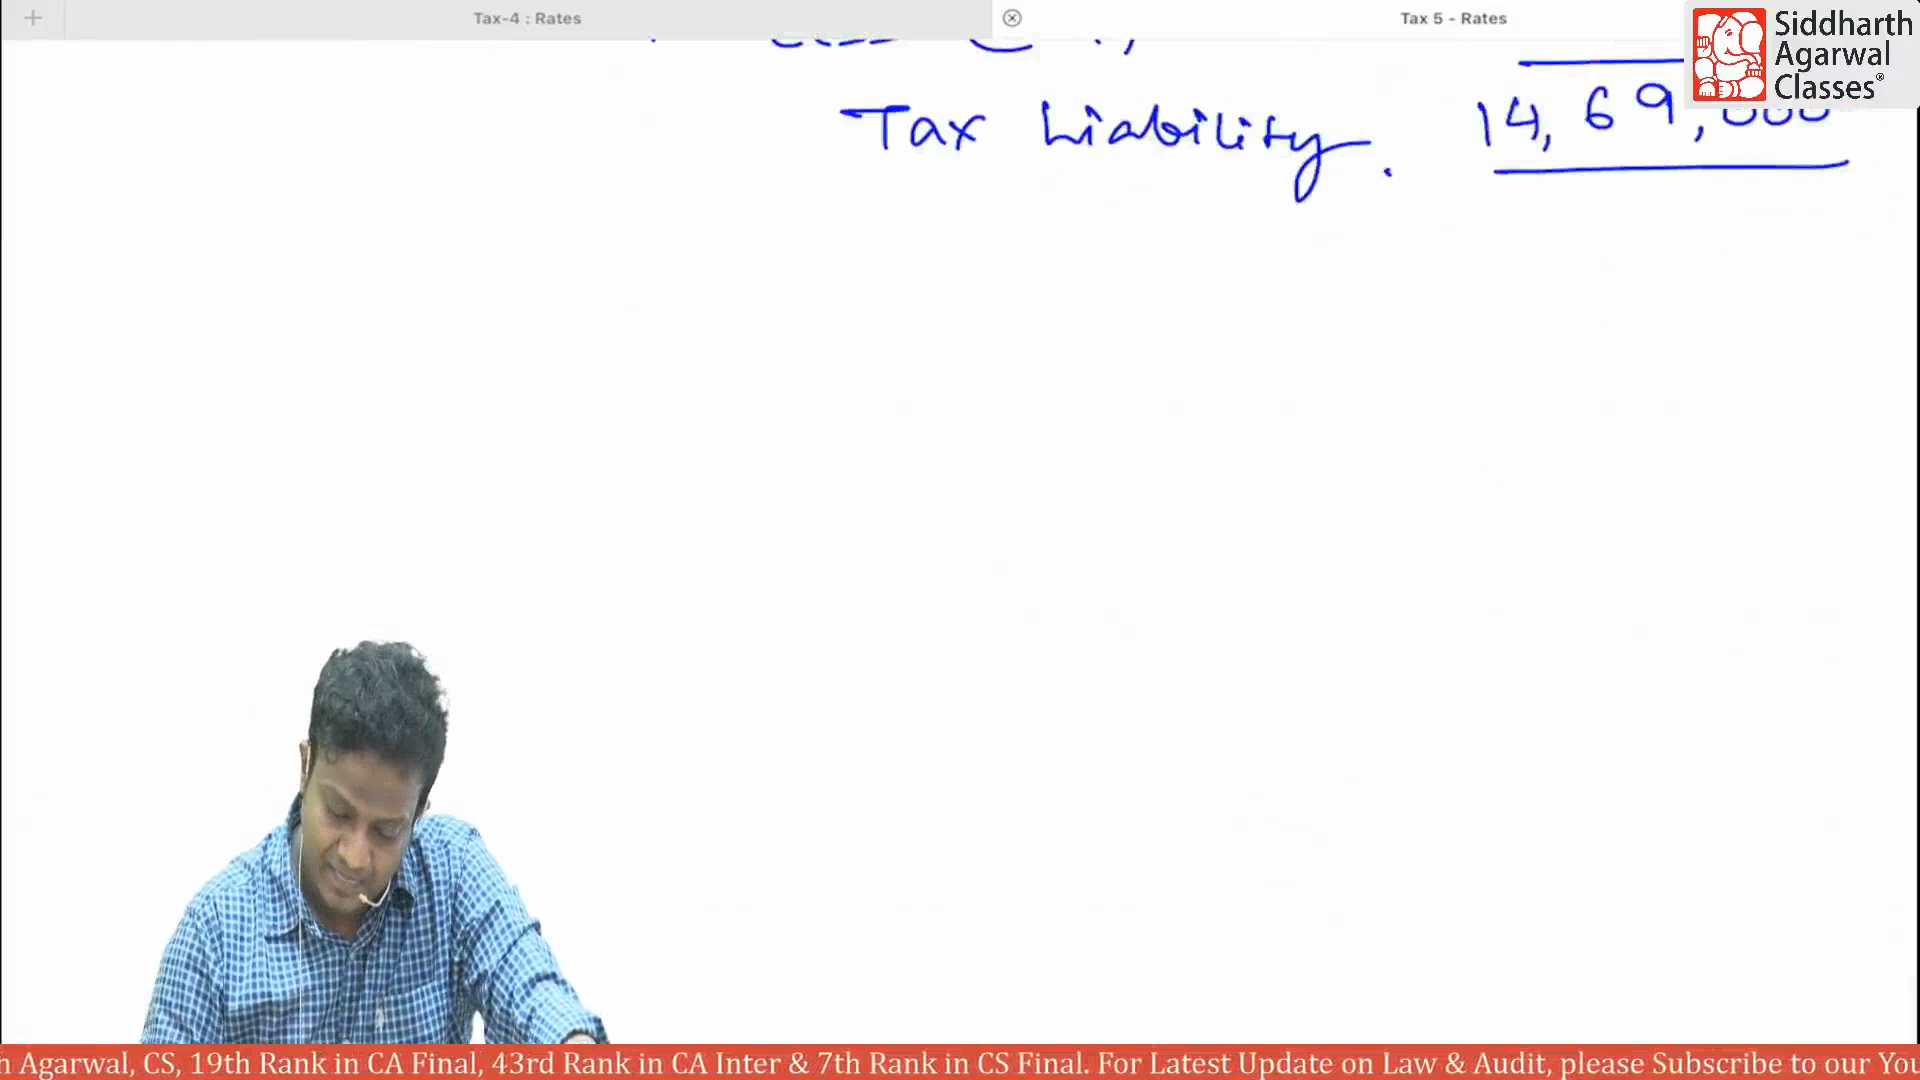 Tax-4 : Rates
Tax 5 - Rates
Siddharth
Agarwal
Classes®
Tax Liability. 14,69,000
h Agarwal, CS, 19th Rank in CA Final, 43rd Rank in CA Inter & 7th Rank in CS Final. For Latest Update on Law & Audit, please Subscribe to our You